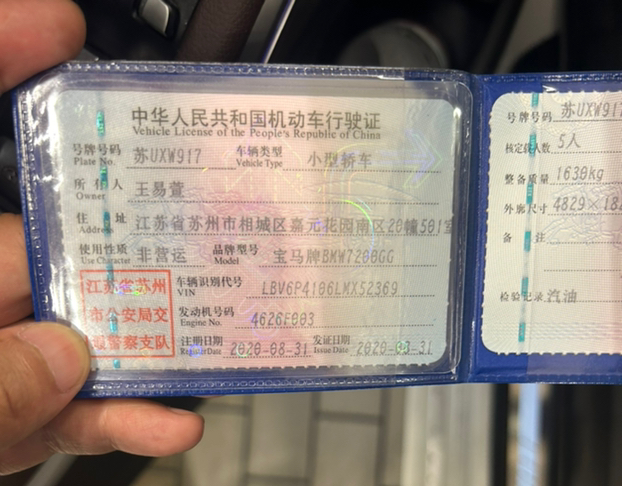 中华人民共和国机动车行驶证
Vehicle License of the People's Republic of China
号牌号码 Plate No. 苏UXW917 车辆类型 Vehicle Type 小型轿车
所有人 Owner 王易萱
住址 Address 江苏省苏州市相城区嘉元花园南区20幢501室
使用性质 Use Character 非营运 品牌型号 Model 宝马牌BMW7200GG
车辆识别代号 VIN LBV6P4106LMX52369
发动机号码 Engine No.
注册日期 Register Date 2020-08-31 发证日期 Issue Date 2020-08-31
江苏省苏州
市公安局交
通警察支队
号牌号码 苏UXW917
核定载人数 5人
整备质量 1630kg
外廓尺寸 4829×18
备注
检验记录 汽油